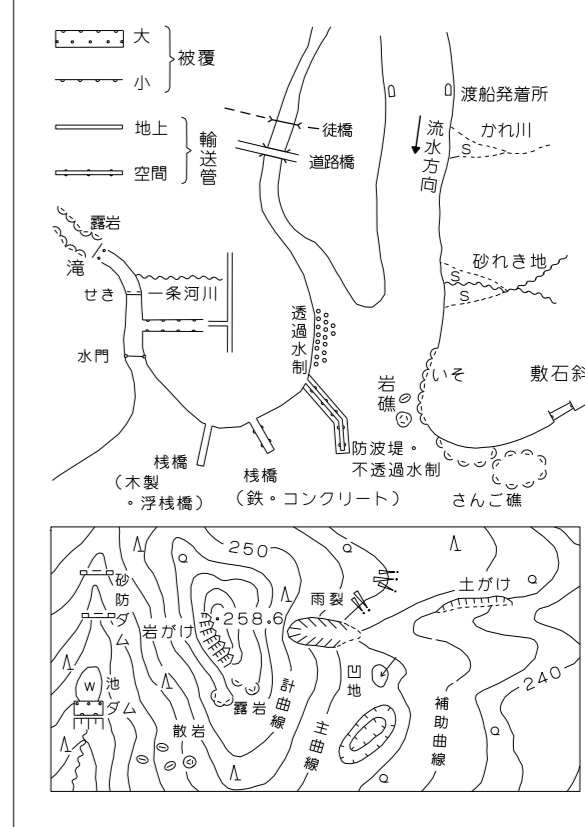 大
小
被覆
地上
空間
輸送管
徒橋
道路橋
渡船発着所
流水方向
かれ川
S
露岩
滝
せき
一条河川
水門
透過水制
砂れき地
S
S
いそ
岩礁
敷石斜
桟橋
（木製
・浮桟橋）
桟橋
（鉄・コンクリート）
防波堤・
不透過水制
さんご礁
250
砂防ダム
岩がけ
・258.6
雨裂
土がけ
池
W
ダム
露岩
計曲線
凹地
240
散岩
主曲線
補助曲線